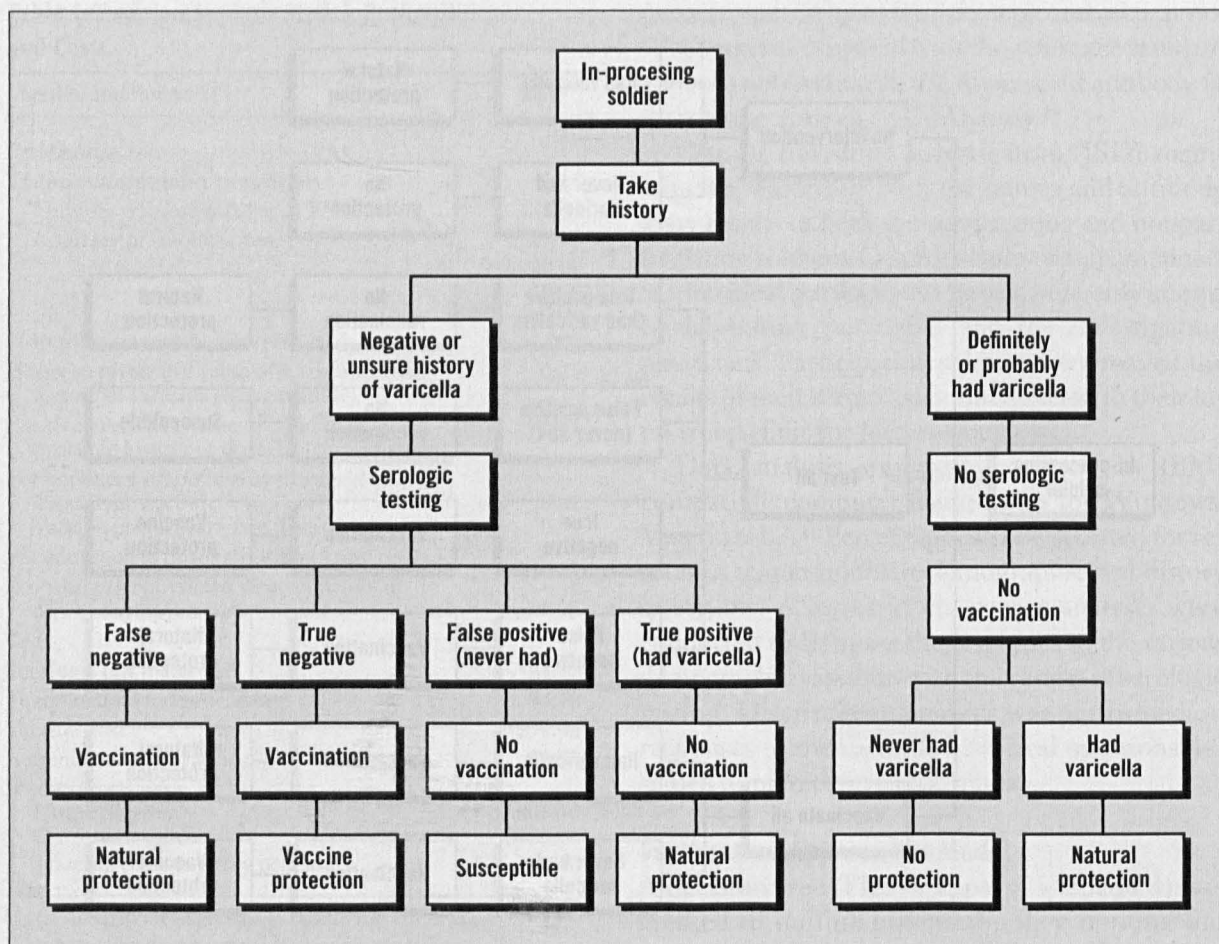 In-procesing
soldier
Take
history
Negative or
unsure history
of varicella
Definitely
or probably
had varicella
Serologic
testing
No serologic
testing
No
vaccination
False
negative
True
negative
False positive
(never had)
True positive
(had varicella)
Vaccination
Vaccination
No
vaccination
No
vaccination
Never had
varicella
Had
varicella
Natural
protection
Vaccine
protection
Susceptible
Natural
protection
No
protection
Natural
protection